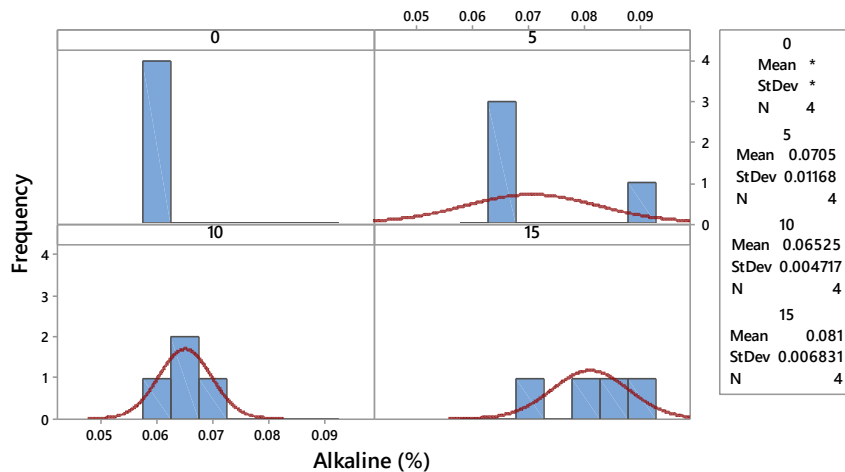 0.05 0.06 0.07 0.08 0.09
0 5
4
3
2
1
0
Frequency
10 15
4
3
2
1
0
0.05 0.06 0.07 0.08 0.09
Alkaline (%)
0
Mean *
StDev *
N 4
5
Mean 0.0705
StDev 0.01168
N 4
10
Mean 0.06525
StDev 0.004717
N 4
15
Mean 0.081
StDev 0.006831
N 4